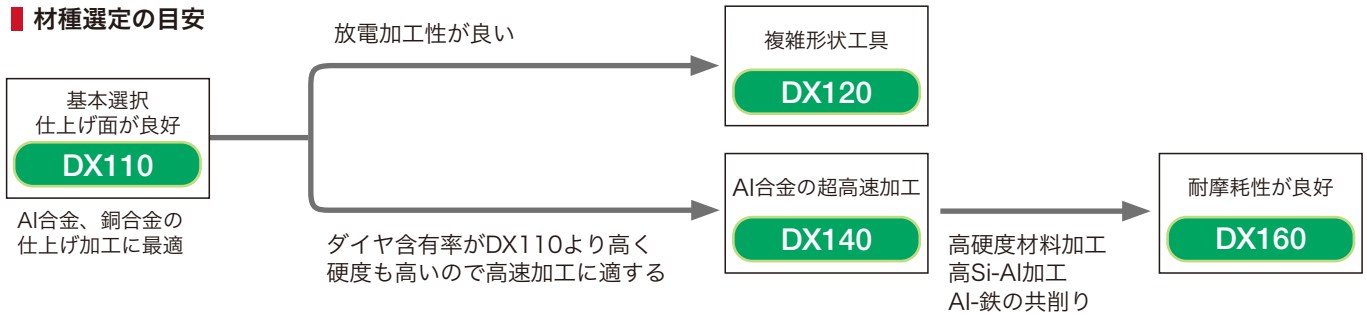 材種選定の目安
基本選択
仕上げ面が良好
DX110
Al合金、銅合金の
仕上げ加工に最適
放電加工性が良い
複雑形状工具
DX120
ダイヤ含有率がDX110より高く
硬度も高いので高速加工に適する
Al合金の超高速加工
DX140
高硬度材料加工
高Si-Al加工
Al-鉄の共削り
耐摩耗性が良好
DX160